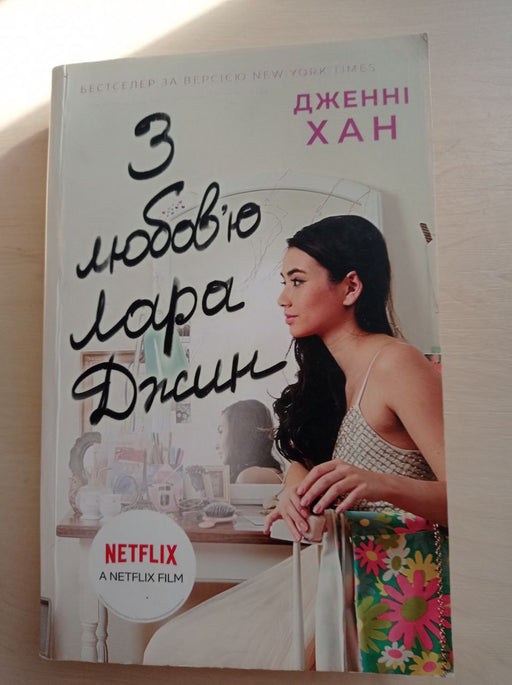 БЕСТСЕЛЕР ЗА ВЕРСІЄЮ NEW YORK TIMES
ДЖЕННІ
ХАН
З
любов'ю
Лара
Джин
NETFLIX
A NETFLIX FILM